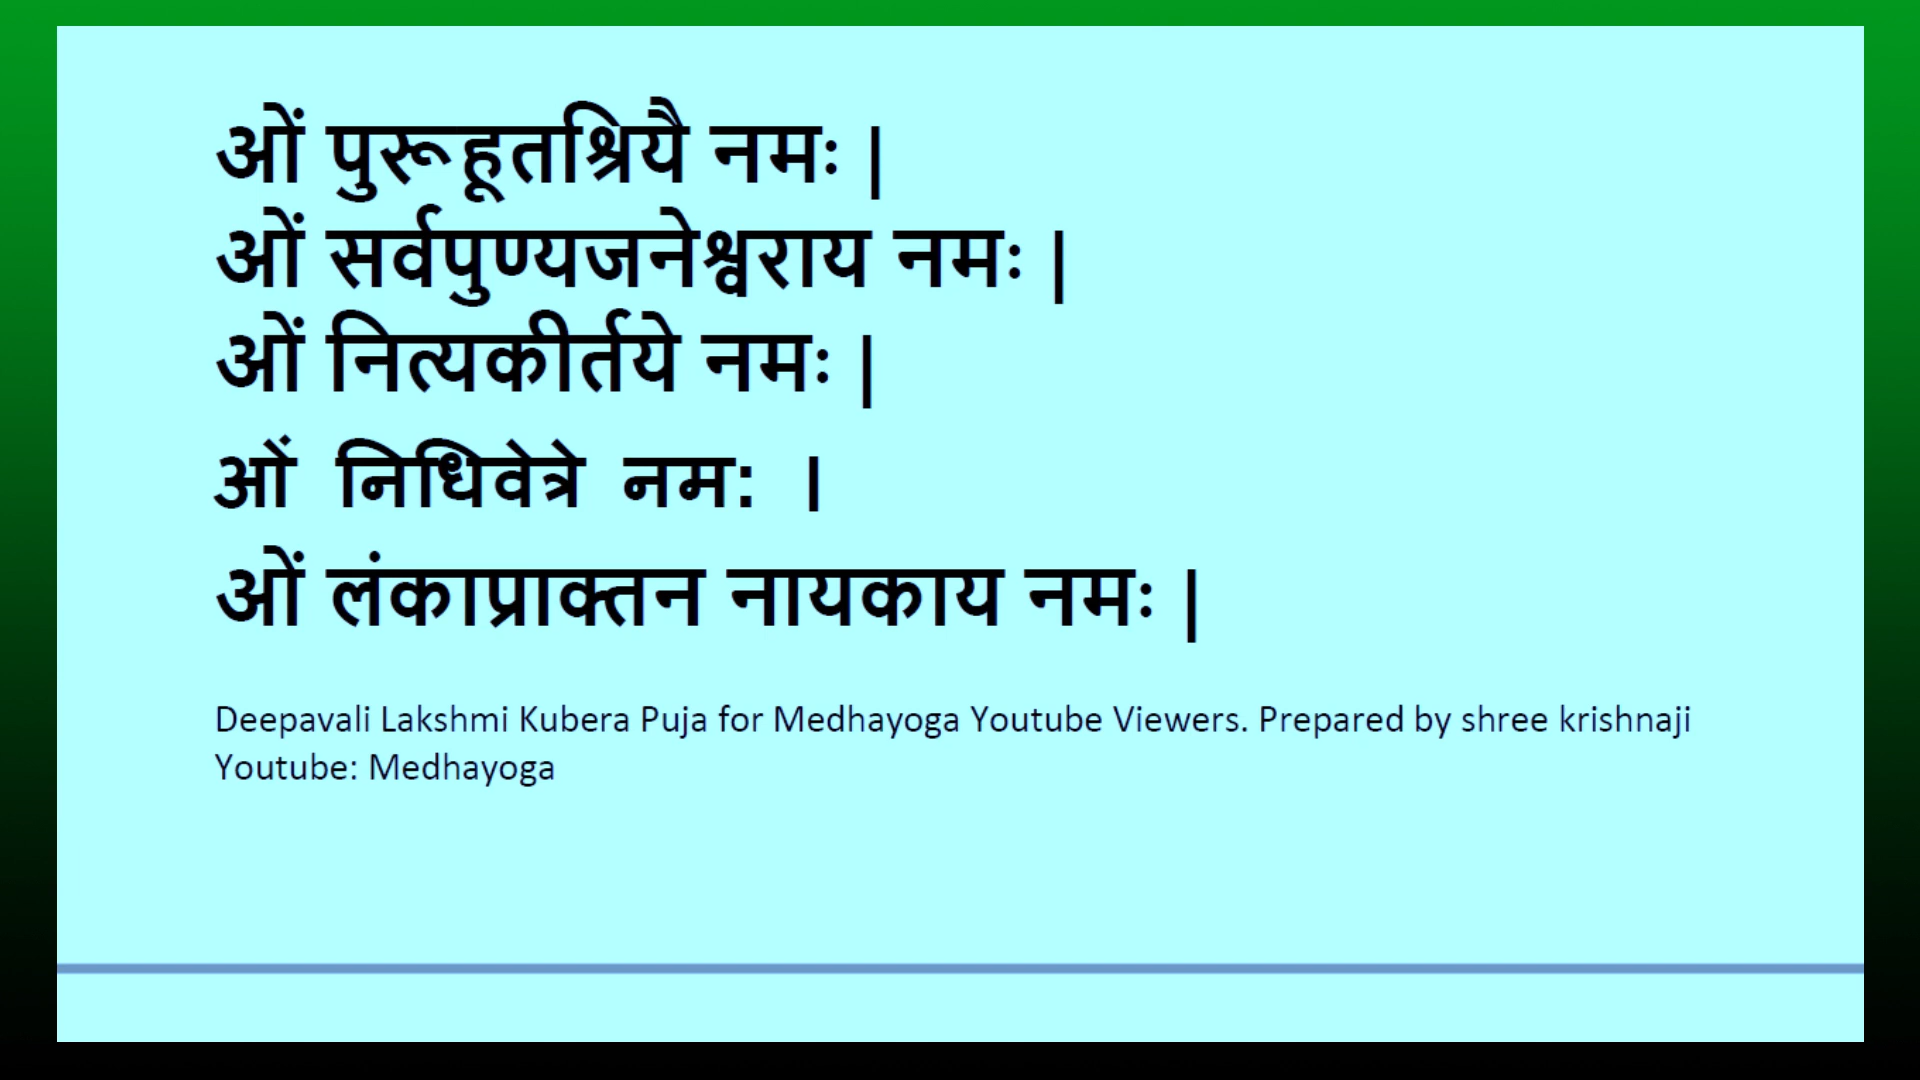 ओं पुरूहूतश्रियै नमः |
ओं सर्वपुण्यजनेश्वराय नमः |
ओं नित्यकीर्तये नमः |
ओं निधिवेत्रे नम: ।
ओं लंकाप्राक्तन नायकाय नमः |
Deepavali Lakshmi Kubera Puja for Medhayoga Youtube Viewers. Prepared by shree krishnaji
Youtube: Medhayoga